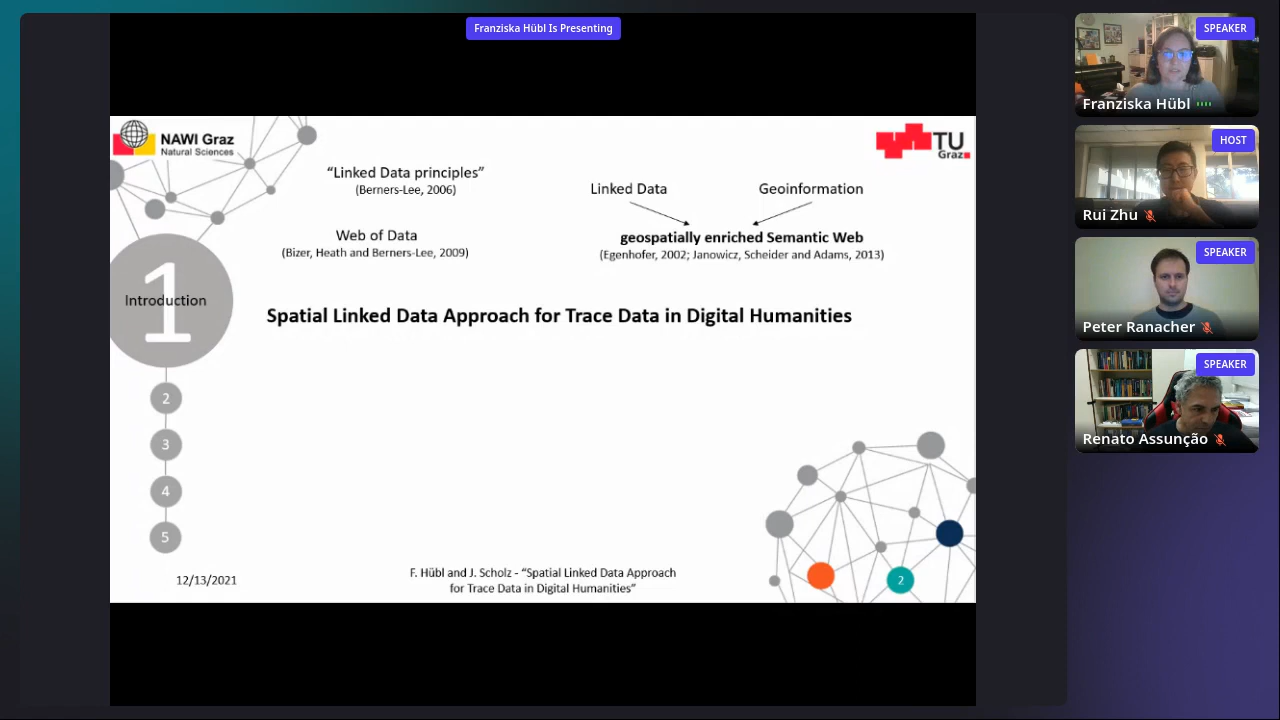 Franziska Hübl Is Presenting
NAWI Graz
Natural Sciences
TU
Graz
“Linked Data principles”
(Berners-Lee, 2006)
Linked Data
Geoinformation
Web of Data
(Bizer, Heath and Berners-Lee, 2009)
geospatially enriched Semantic Web
(Egenhofer, 2002; Janowicz, Scheider and Adams, 2013)
1
Introduction
Spatial Linked Data Approach for Trace Data in Digital Humanities
2
3
4
5
12/13/2021
F. Hübl and J. Scholz - “Spatial Linked Data Approach
for Trace Data in Digital Humanities”
2
SPEAKER
Franziska Hübl
HOST
Rui Zhu
SPEAKER
Peter Ranacher
SPEAKER
Renato Assunção